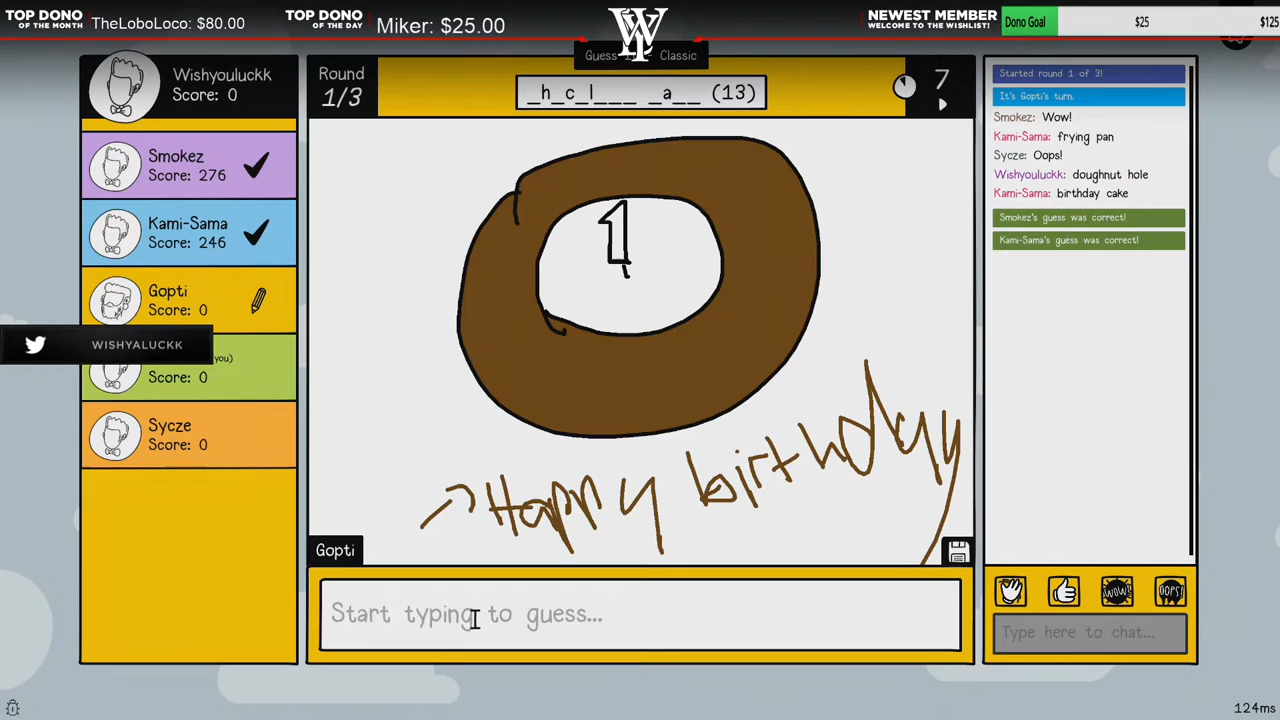 TOP DONO OF THE MONTH TheLoboLoco: $80.00
TOP DONO OF THE DAY Miker: $25.00
NEWEST MEMBER WELCOME TO THE WISHLIST
Dono Goal $25 $125
Classic
Wishyouluckk
Score: 0
Round
1/3
_h_c_l___ _a__ (13)
7
Smokez
Score: 276
Kami-Sama
Score: 246
Gopti
Score: 0
WISHYALUCKK
you)
Score: 0
Sycze
Score: 0
1
Happy birthday
Gopti
Start typing to guess...
Started round 1 of 3!
It's Gopti's turn.
Smokez: Wow!
Kami-Sama: frying pan
Sycze: Oops!
Wishyouluckk: doughnut hole
Kami-Sama: birthday cake
Smokez's guess was correct!
Kami-Sama's guess was correct!
WOW!
OOPS!
Type here to chat...
124ms